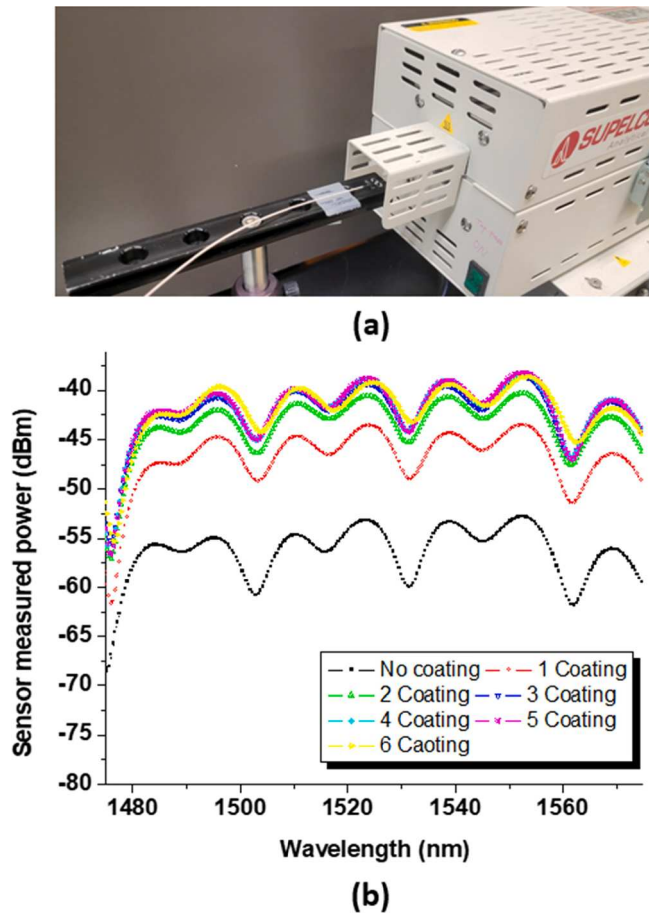 SUPELCO
(a)
Sensor measured power (dBm)
-40
-45
-50
-55
-60
-65
-70
-75
-80
1480 1500 1520 1540 1560
Wavelength (nm)
No coating 1 Coating
2 Coating 3 Coating
4 Coating 5 Coating
6 Caoting
(b)